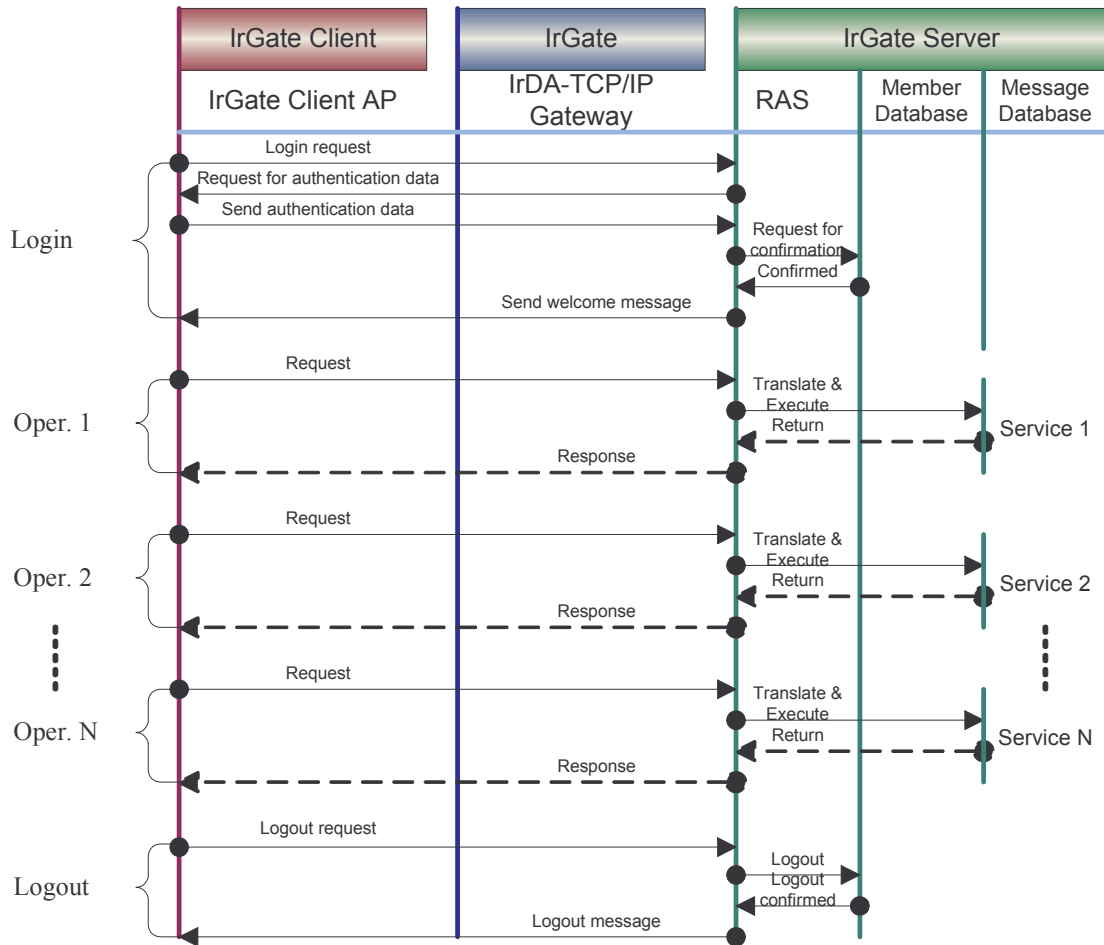 IrGate Client
IrGate
IrGate Server
IrGate Client AP
IrDA-TCP/IP
Gateway
RAS
Member
Database
Message
Database
Login
Login request
Request for authentication data
Send authentication data
Request for
confirmation
Confirmed
Send welcome message
Oper. 1
Request
Translate &
Execute
Return
Service 1
Response
Oper. 2
Request
Translate &
Execute
Return
Service 2
Response
Oper. N
Request
Translate &
Execute
Return
Service N
Response
Logout
Logout request
Logout
Logout
confirmed
Logout message